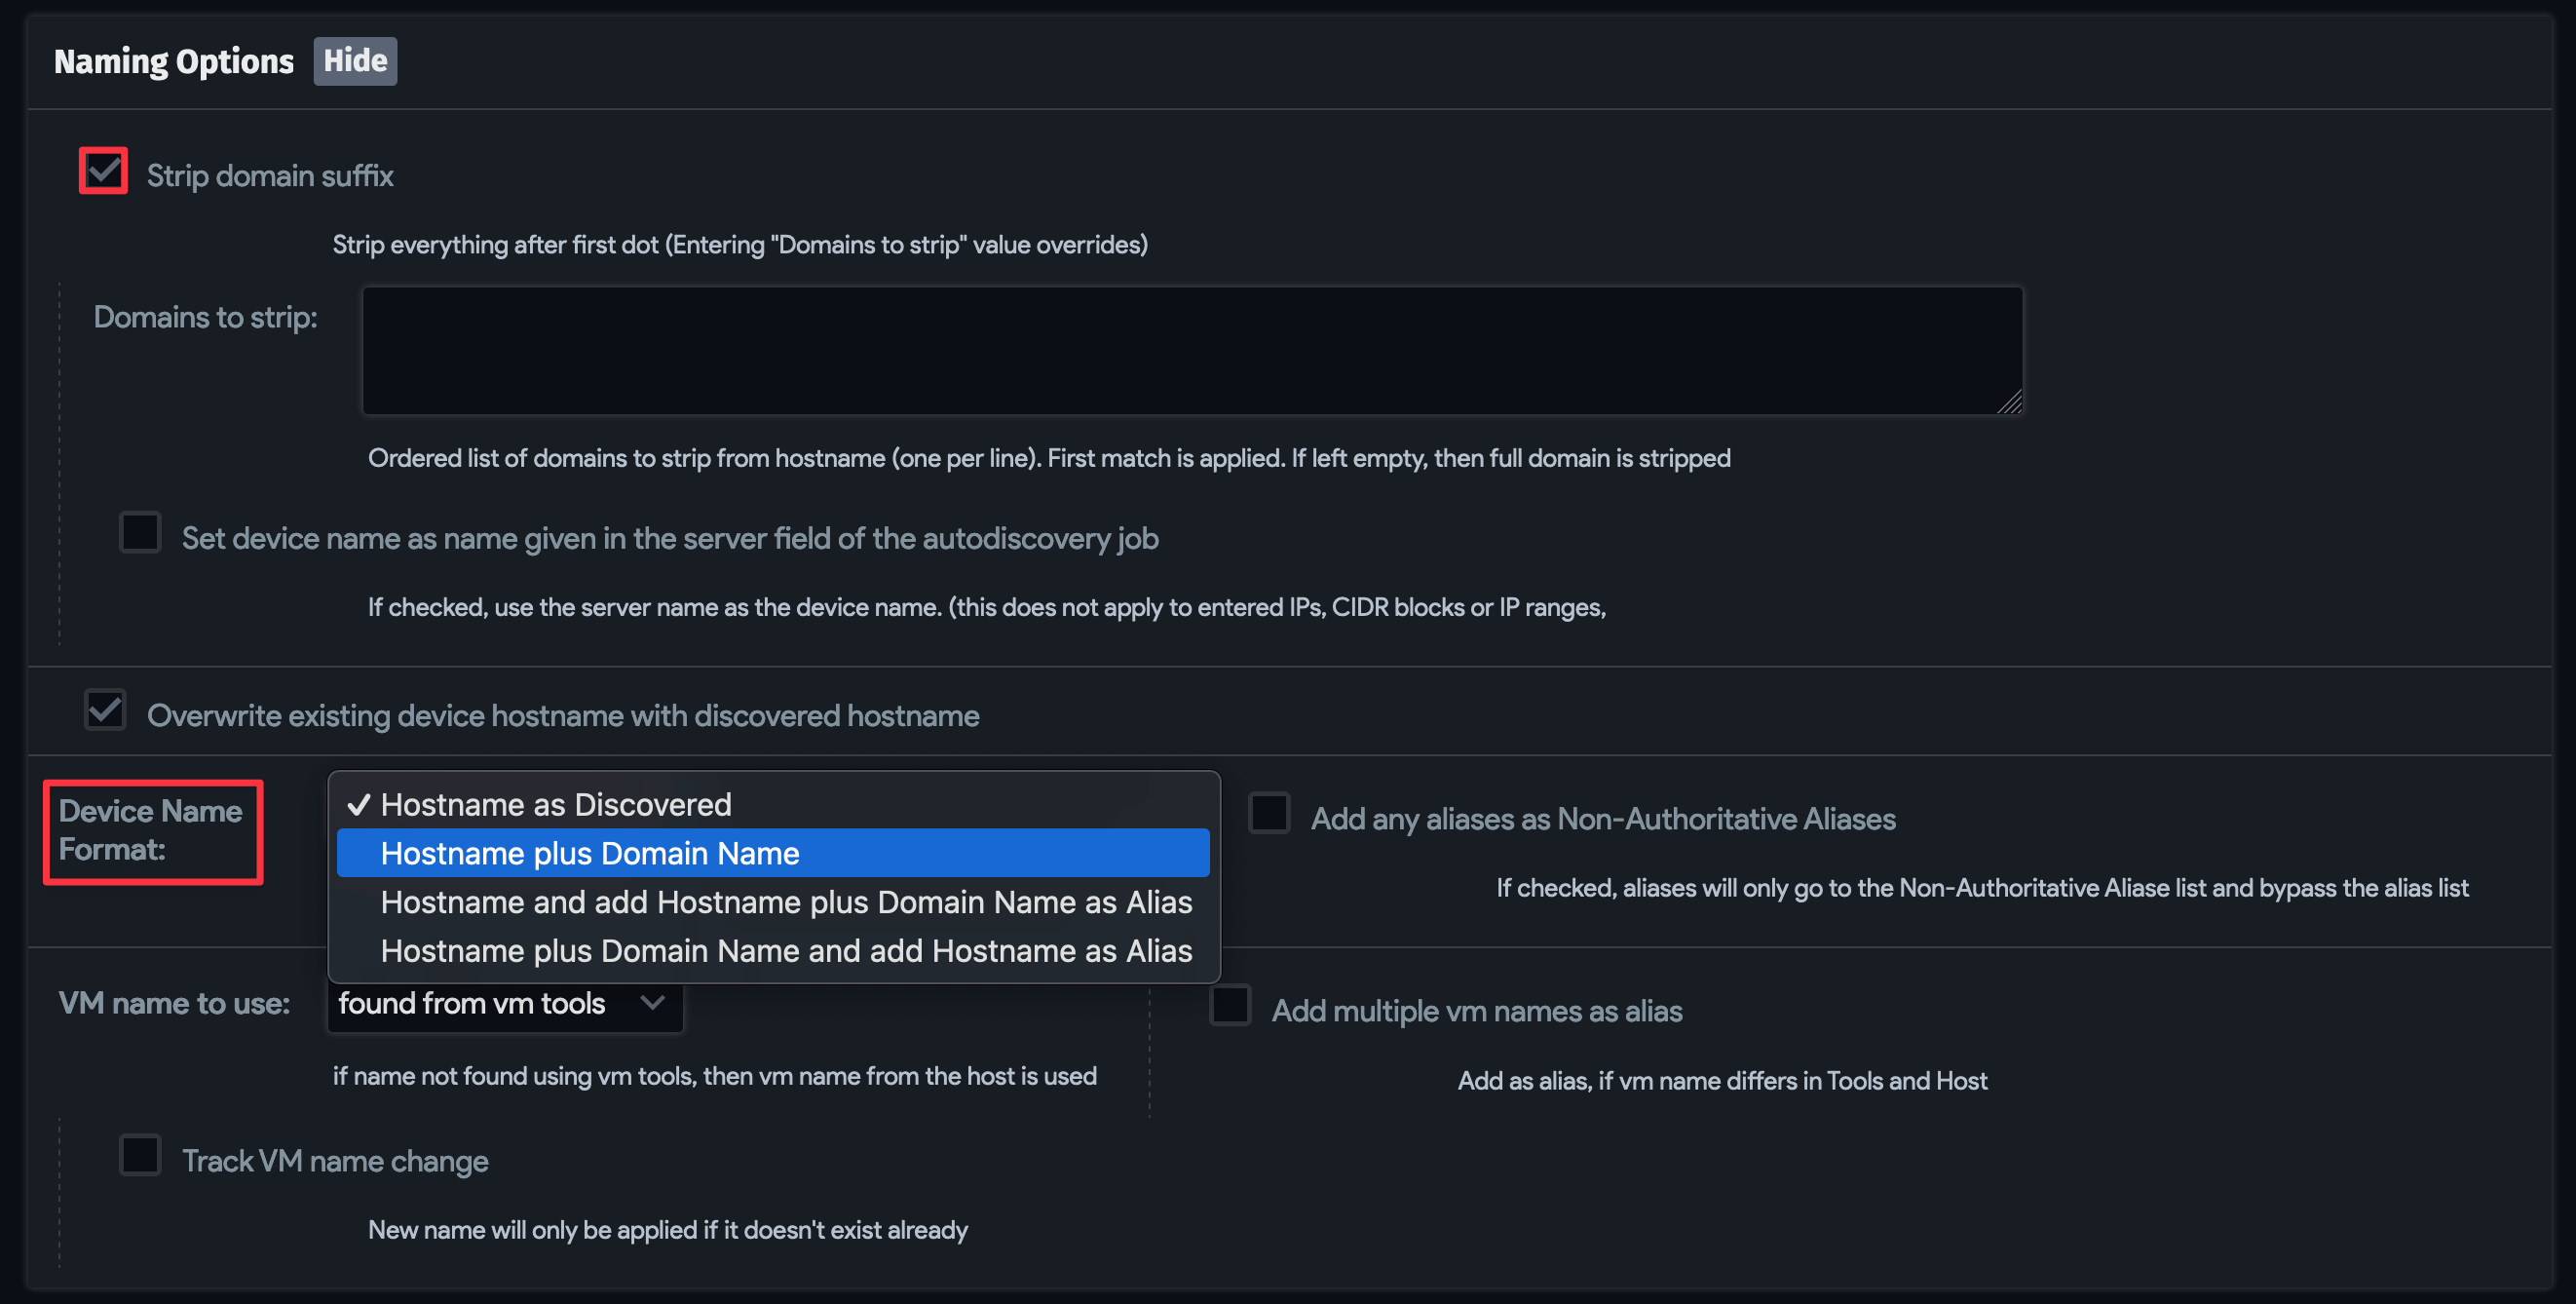 Naming Options Hide
Strip domain suffix
Strip everything after first dot (Entering "Domains to strip" value overrides)
Domains to strip:
Ordered list of domains to strip from hostname (one per line). First match is applied. If left empty, then full domain is stripped
Set device name as name given in the server field of the autodiscovery job
If checked, use the server name as the device name. (this does not apply to entered IPs, CIDR blocks or IP ranges,
Overwrite existing device hostname with discovered hostname
Device Name
Format:
Hostname as Discovered
Hostname plus Domain Name
Hostname and add Hostname plus Domain Name as Alias
Hostname plus Domain Name and add Hostname as Alias
Add any aliases as Non-Authoritative Aliases
If checked, aliases will only go to the Non-Authoritative Aliase list and bypass the alias list
VM name to use: found from vm tools
if name not found using vm tools, then vm name from the host is used
Add multiple vm names as alias
Add as alias, if vm name differs in Tools and Host
Track VM name change
New name will only be applied if it doesn't exist already